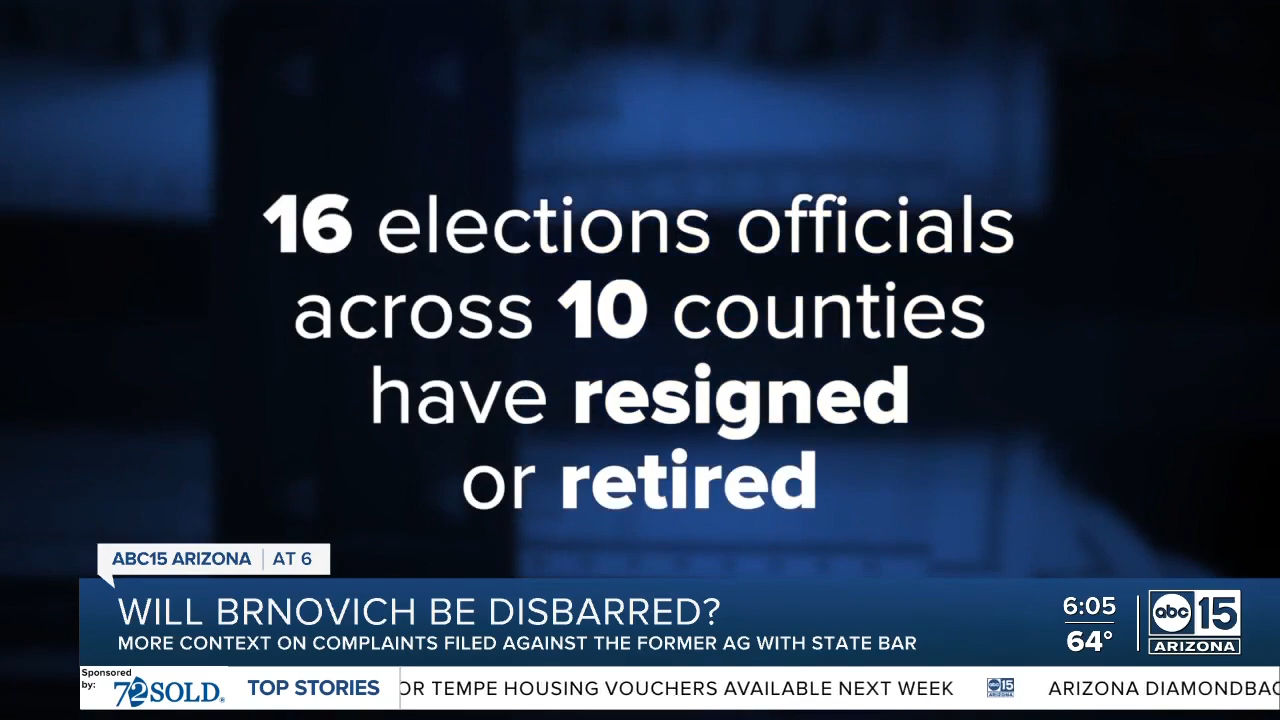 16 elections officials
across 10 counties
have resigned
or retired
ABC15 ARIZONA | AT 6
WILL BRNOVICH BE DISBARRED?
MORE CONTEXT ON COMPLAINTS FILED AGAINST THE FORMER AG WITH STATE BAR
6:05
64°
abc 15
ARIZONA
Sponsored
by:
72SOLD.
TOP STORIES
OR TEMPE HOUSING VOUCHERS AVAILABLE NEXT WEEK
abc 15
ARIZONA DIAMONDBAC